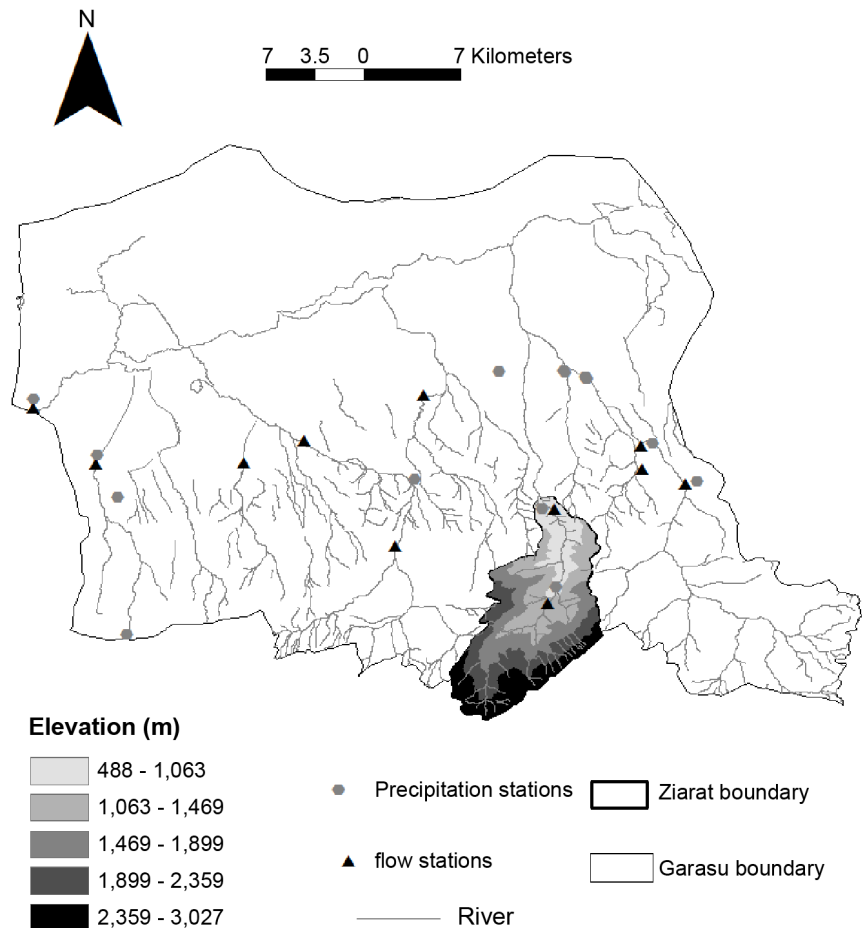 N
7 3.5 0 7 Kilometers
Elevation (m)
488 - 1,063
1,063 - 1,469
1,469 - 1,899
1,899 - 2,359
2,359 - 3,027
Precipitation stations
flow stations
River
Ziarat boundary
Garasu boundary